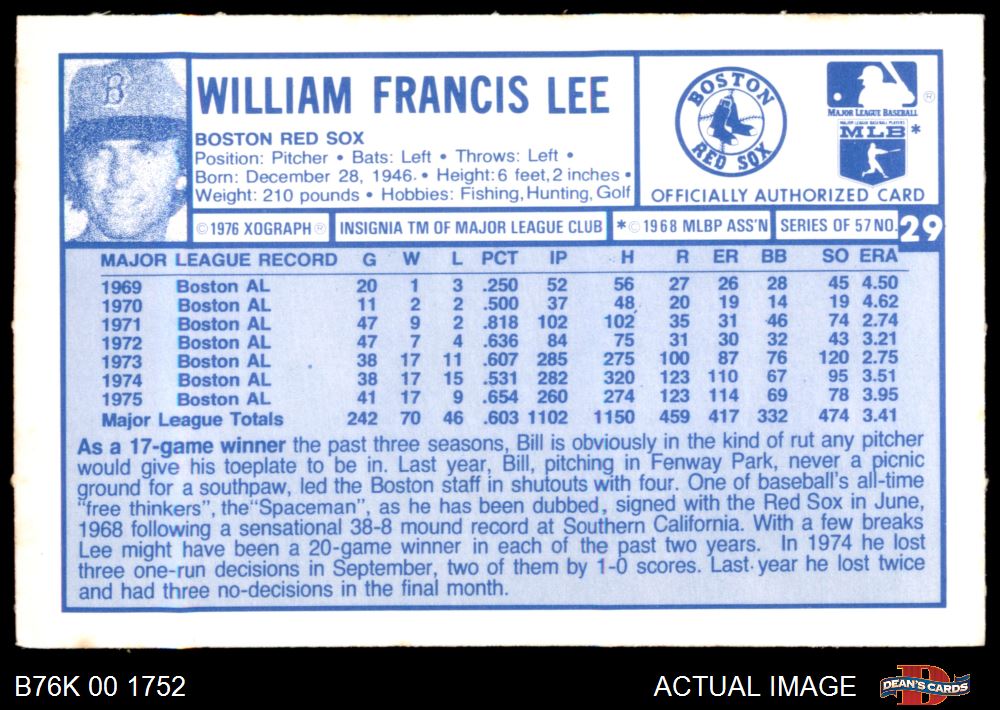 B
WILLIAM FRANCIS LEE
BOSTON RED SOX
Position: Pitcher • Bats: Left • Throws: Left •
Born: December 28, 1946. • Height: 6 feet, 2 inches •
Weight: 210 pounds • Hobbies: Fishing, Hunting, Golf
BOSTON
RED SOX
®
MAJOR LEAGUE BASEBALL
MAJOR LEAGUE BASEBALL PLAYERS
MLB *
OFFICIALLY AUTHORIZED CARD
©1976 XOGRAPH® INSIGNIA TM OF MAJOR LEAGUE CLUB *©1968 MLBP ASS'N SERIES OF 57 NO. 29
MAJOR LEAGUE RECORD G W L PCT IP H R ER BB SO ERA
1969 Boston AL 20 1 3 .250 52 56 27 26 28 45 4.50
1970 Boston AL 11 2 2 .500 37 48 20 19 14 19 4.62
1971 Boston AL 47 9 2 .818 102 102 35 31 46 74 2.74
1972 Boston AL 47 7 4 .636 84 75 31 30 32 43 3.21
1973 Boston AL 38 17 11 .607 285 275 100 87 76 120 2.75
1974 Boston AL 38 17 15 .531 282 320 123 110 67 95 3.51
1975 Boston AL 41 17 9 .654 260 274 123 114 69 78 3.95
Major League Totals 242 70 46 .603 1102 1150 459 417 332 474 3.41
As a 17-game winner the past three seasons, Bill is obviously in the kind of rut any pitcher
would give his toeplate to be in. Last year, Bill, pitching in Fenway Park, never a picnic
ground for a southpaw, led the Boston staff in shutouts with four. One of baseball's all-time
"free thinkers", the "Spaceman", as he has been dubbed, signed with the Red Sox in June,
1968 following a sensational 38-8 mound record at Southern California. With a few breaks
Lee might have been a 20-game winner in each of the past two years. In 1974 he lost
three one-run decisions in September, two of them by 1-0 scores. Last year he lost twice
and had three no-decisions in the final month.
B76K 00 1752
ACTUAL IMAGE
DEAN'S CARDS